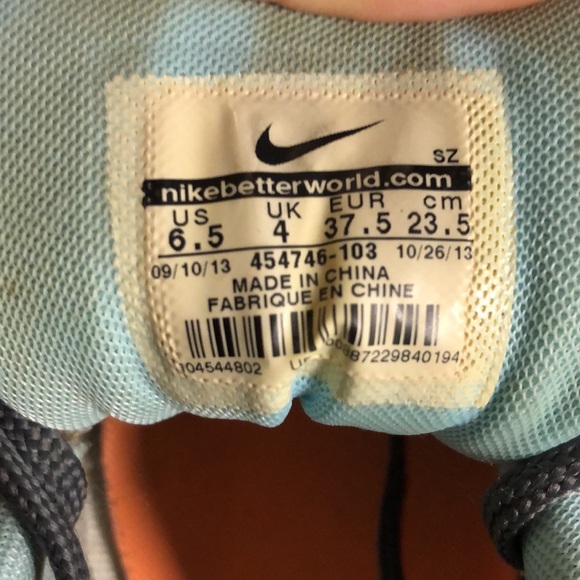 SZ
nikebetterworld.com
US UK EUR cm
6.5 4 37.5 23.5
09/10/13 454746-103 10/26/13
MADE IN CHINA
FABRIQUE EN CHINE
104544802